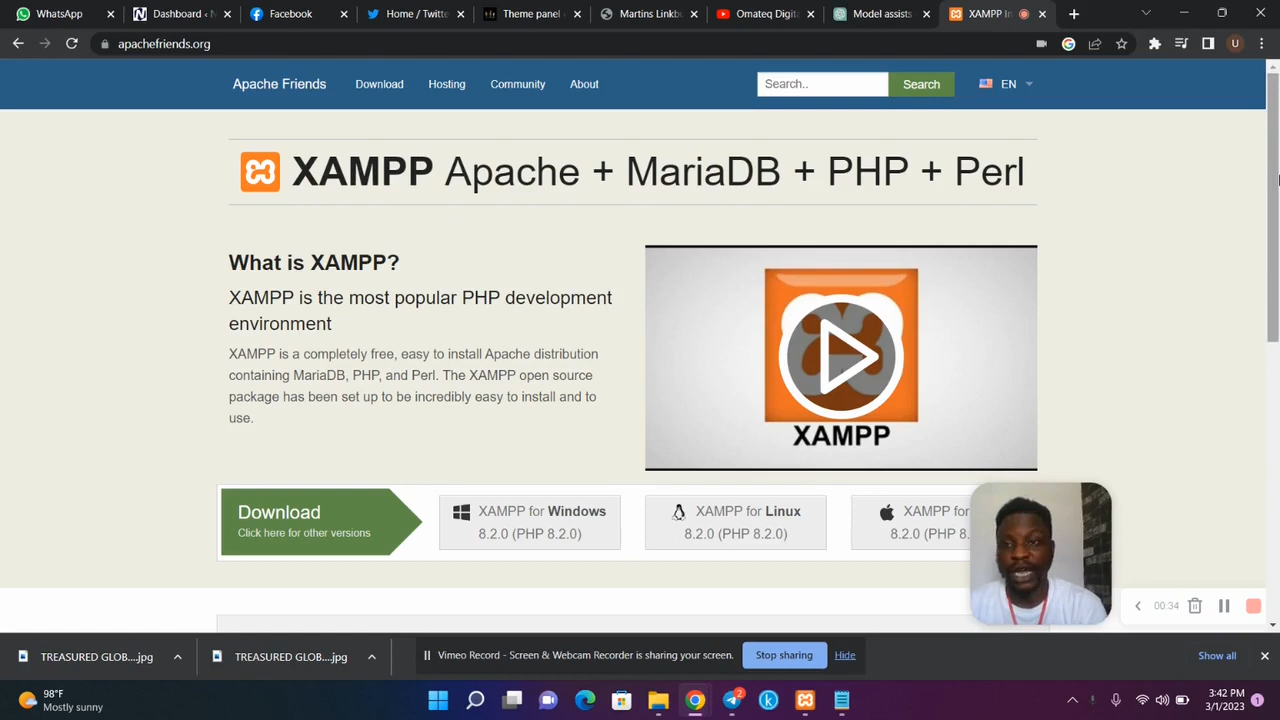 WhatsApp
Dashboard ‹
Facebook
Home / Twitte
Theme panel
Martins Linkbu
Omateq Digita
Model assists
XAMPP In
apachefriends.org
U
Apache Friends
Download
Hosting
Community
About
Search..
Search
EN
XAMPP Apache + MariaDB + PHP + Perl
What is XAMPP?
XAMPP is the most popular PHP development
environment
XAMPP is a completely free, easy to install Apache distribution
containing MariaDB, PHP, and Perl. The XAMPP open source
package has been set up to be incredibly easy to install and to
use.
XAMPP
Download
Click here for other versions
XAMPP for Windows
8.2.0 (PHP 8.2.0)
XAMPP for Linux
8.2.0 (PHP 8.2.0)
XAMPP for
8.2.0 (PHP 8.
00:34
TREASURED GLOB....jpg
TREASURED GLOB....jpg
Vimeo Record - Screen & Webcam Recorder is sharing your screen.
Stop sharing
Hide
Show all
98°F
Mostly sunny
2
3:42 PM
3/1/2023
1